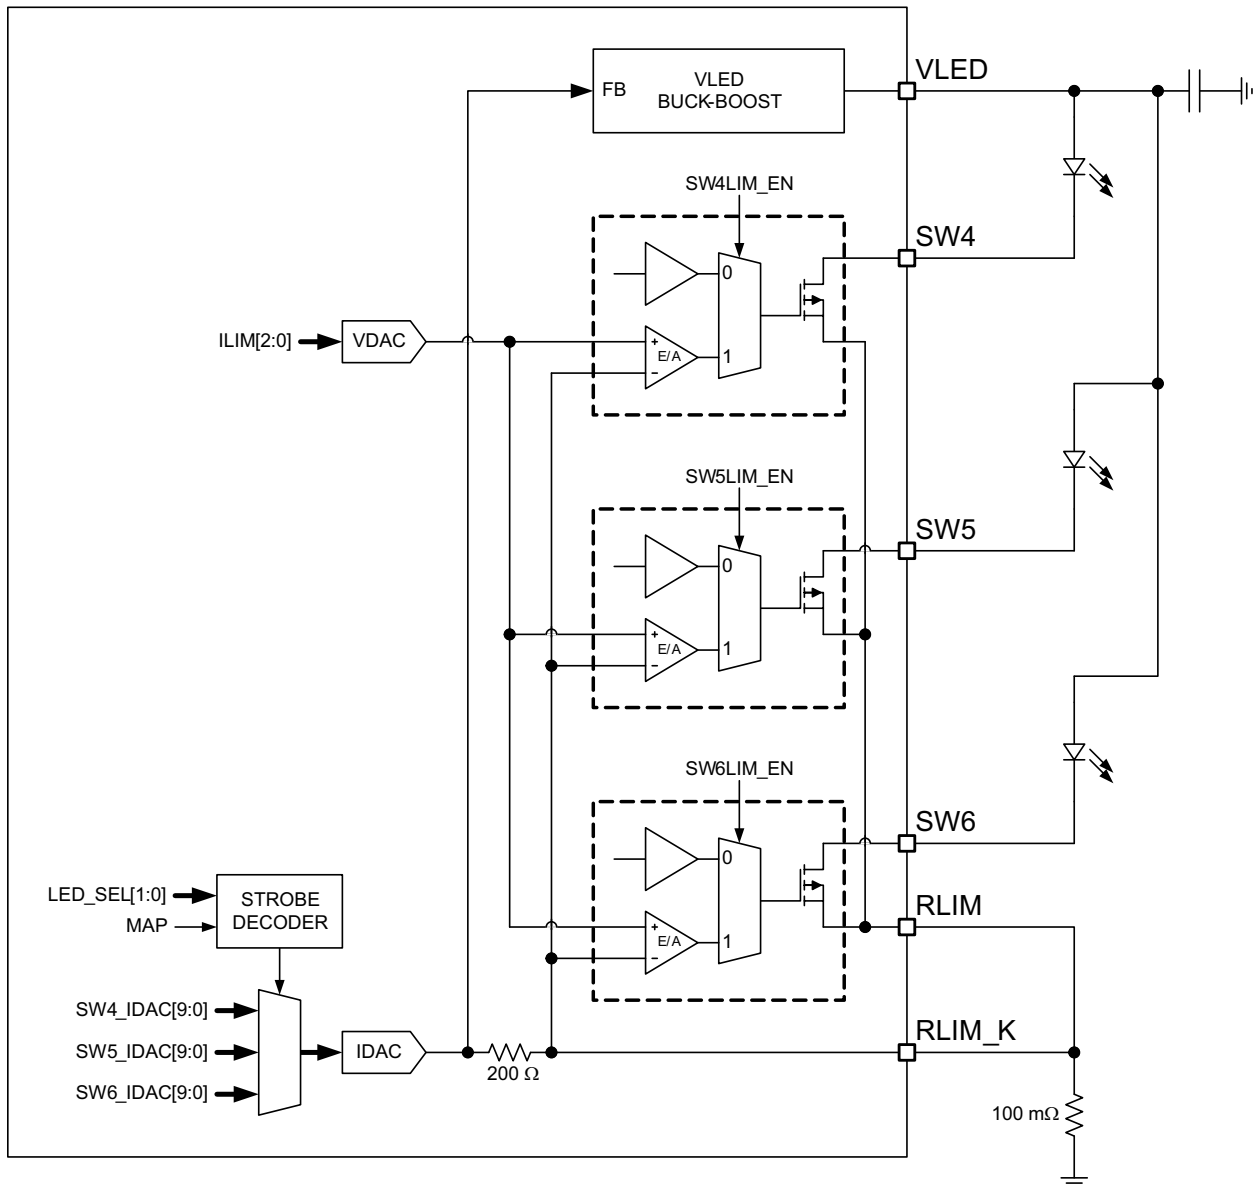 VLED
FB
VLED
BUCK-BOOST
SW4LIM_EN
SW4
0
ILIM[2:0]
VDAC
+
E/A
−
1
SW5LIM_EN
SW5
0
+
E/A
−
1
SW6LIM_EN
SW6
0
LED_SEL[1:0]
MAP
STROBE
DECODER
RLIM
+
E/A
−
1
SW4_IDAC[9:0]
SW5_IDAC[9:0]
SW6_IDAC[9:0]
IDAC
200 Ω
RLIM_K
100 mΩ